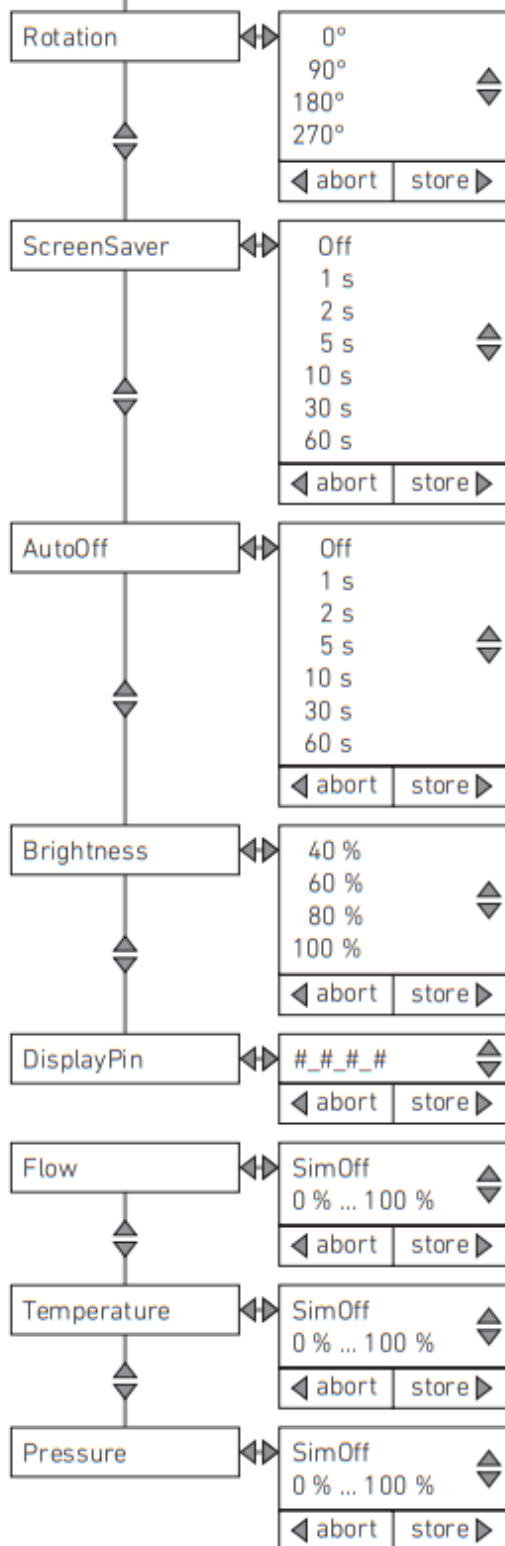 Rotation
0°
90°
180°
270°
abort store
ScreenSaver
Off
1 s
2 s
5 s
10 s
30 s
60 s
abort store
AutoOff
Off
1 s
2 s
5 s
10 s
30 s
60 s
abort store
Brightness
40 %
60 %
80 %
100 %
abort store
DisplayPin
#_#_#_#
abort store
Flow
SimOff
0 % ... 100 %
abort store
Temperature
SimOff
0 % ... 100 %
abort store
Pressure
SimOff
0 % ... 100 %
abort store